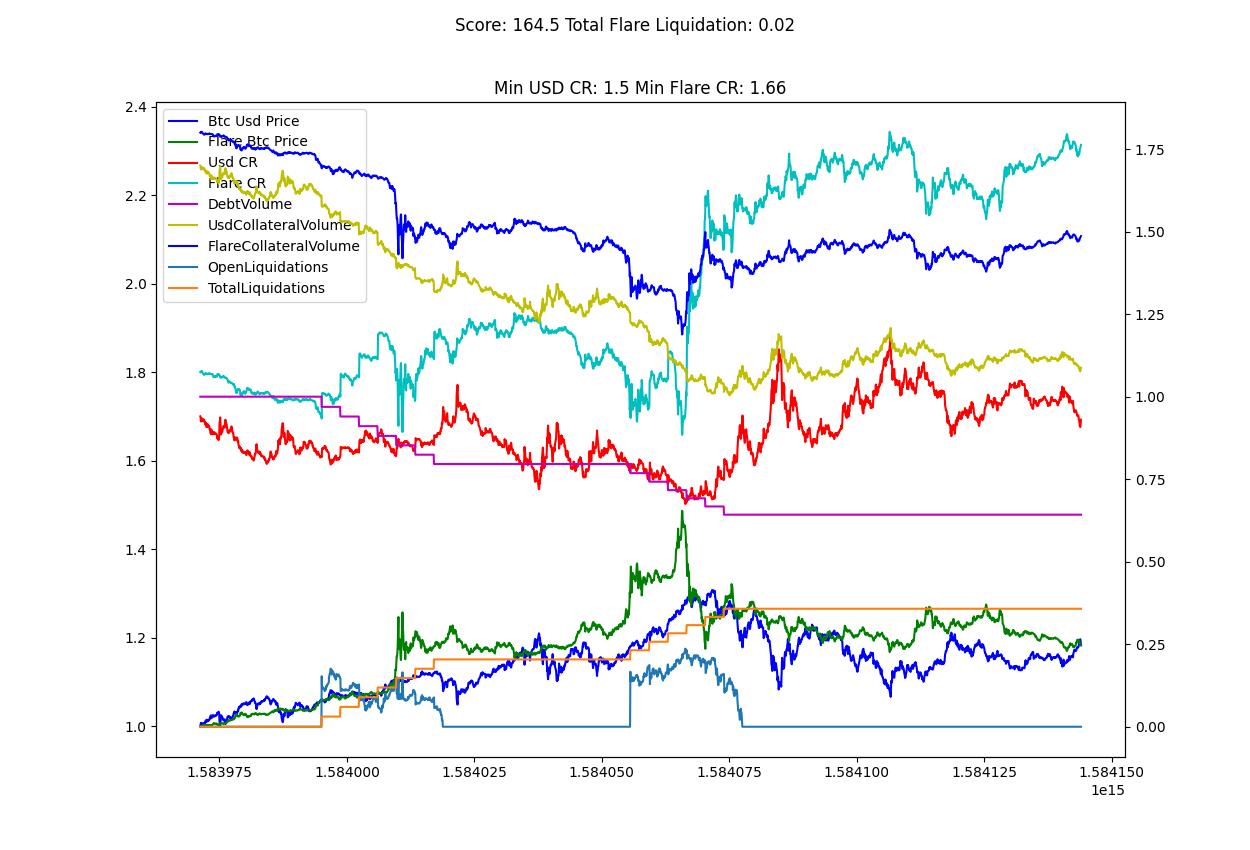 Score: 164.5 Total Flare Liquidation: 0.02
Min USD CR: 1.5 Min Flare CR: 1.66
2.4
2.2
2.0
1.8
1.6
1.4
1.2
1.0
Btc Usd Price
Flare Btc Price
Usd CR
Flare CR
DebtVolume
UsdCollateralVolume
FlareCollateralVolume
OpenLiquidations
TotalLiquidations
1.75
1.50
1.25
1.00
0.75
0.50
0.25
0.00
1.583975 1.584000 1.584025 1.584050 1.584075 1.584100 1.584125 1.584150
1e15